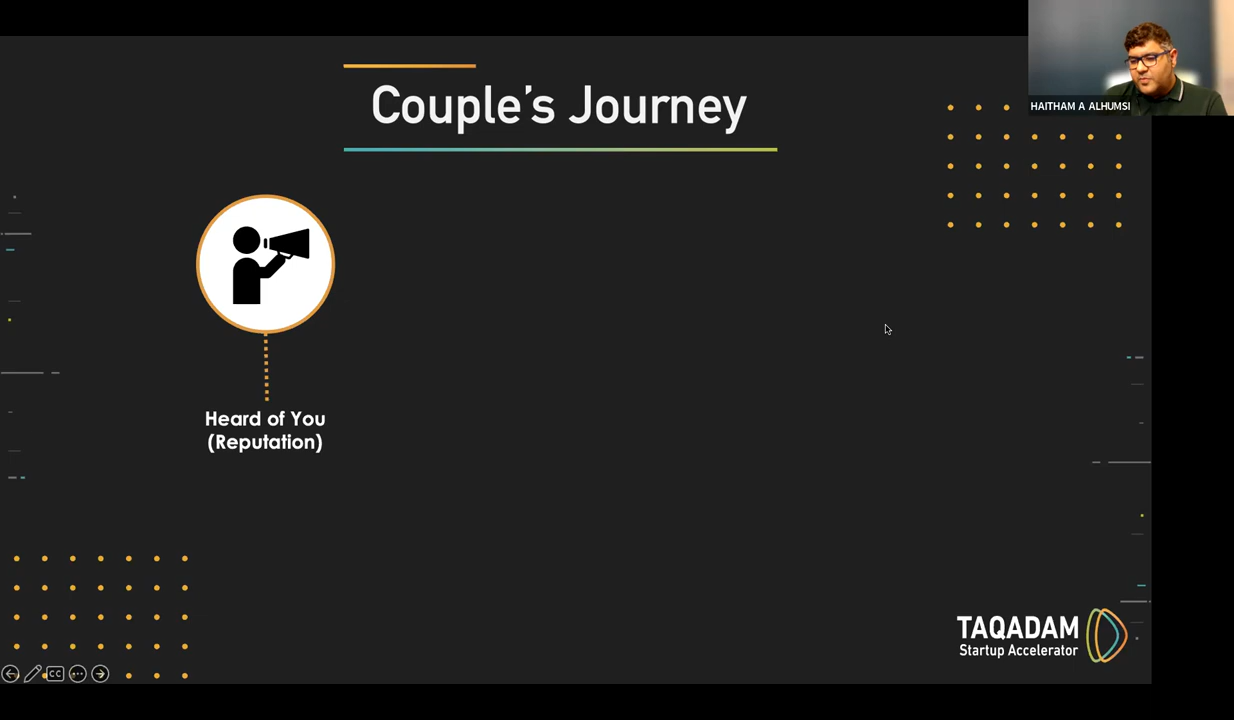 Couple's Journey
HAITHAM A ALHUMSI
Heard of You
(Reputation)
TAQADAM
Startup Accelerator
CC